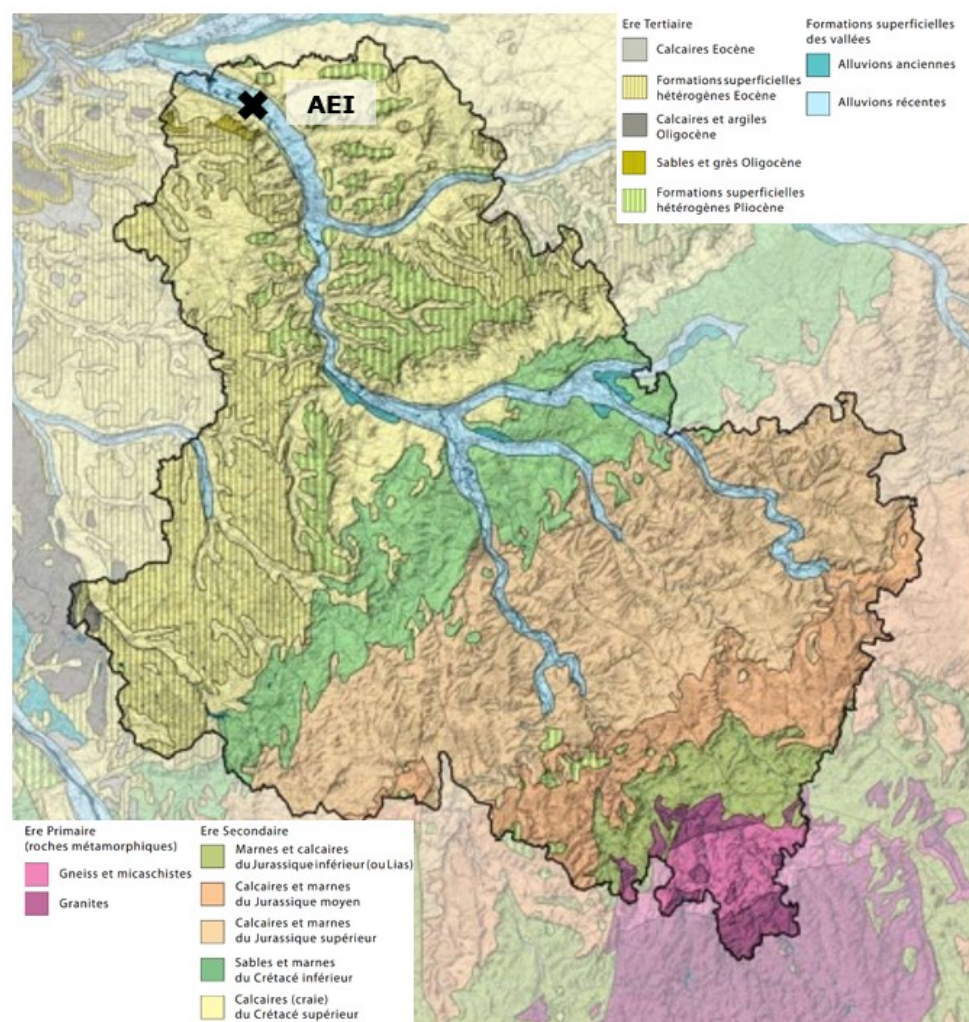 Ere Tertiaire
Calcaires Eocène
Formations superficielles
hétérogènes Eocène
Calcaires et argiles
Oligocène
Sables et grès Oligocène
Formations superficielles
hétérogènes Pliocène
Formations superficielles
des vallées
Alluvions anciennes
Alluvions récentes
AEI
Ere Primaire
(roches métamorphiques)
Gneiss et micaschistes
Granites
Ere Secondaire
Marnes et calcaires
du Jurassique inférieur (ou Lias)
Calcaires et marnes
du Jurassique moyen
Calcaires et marnes
du Jurassique supérieur
Sables et marnes
du Crétacé inférieur
Calcaires (craie)
du Crétacé supérieur